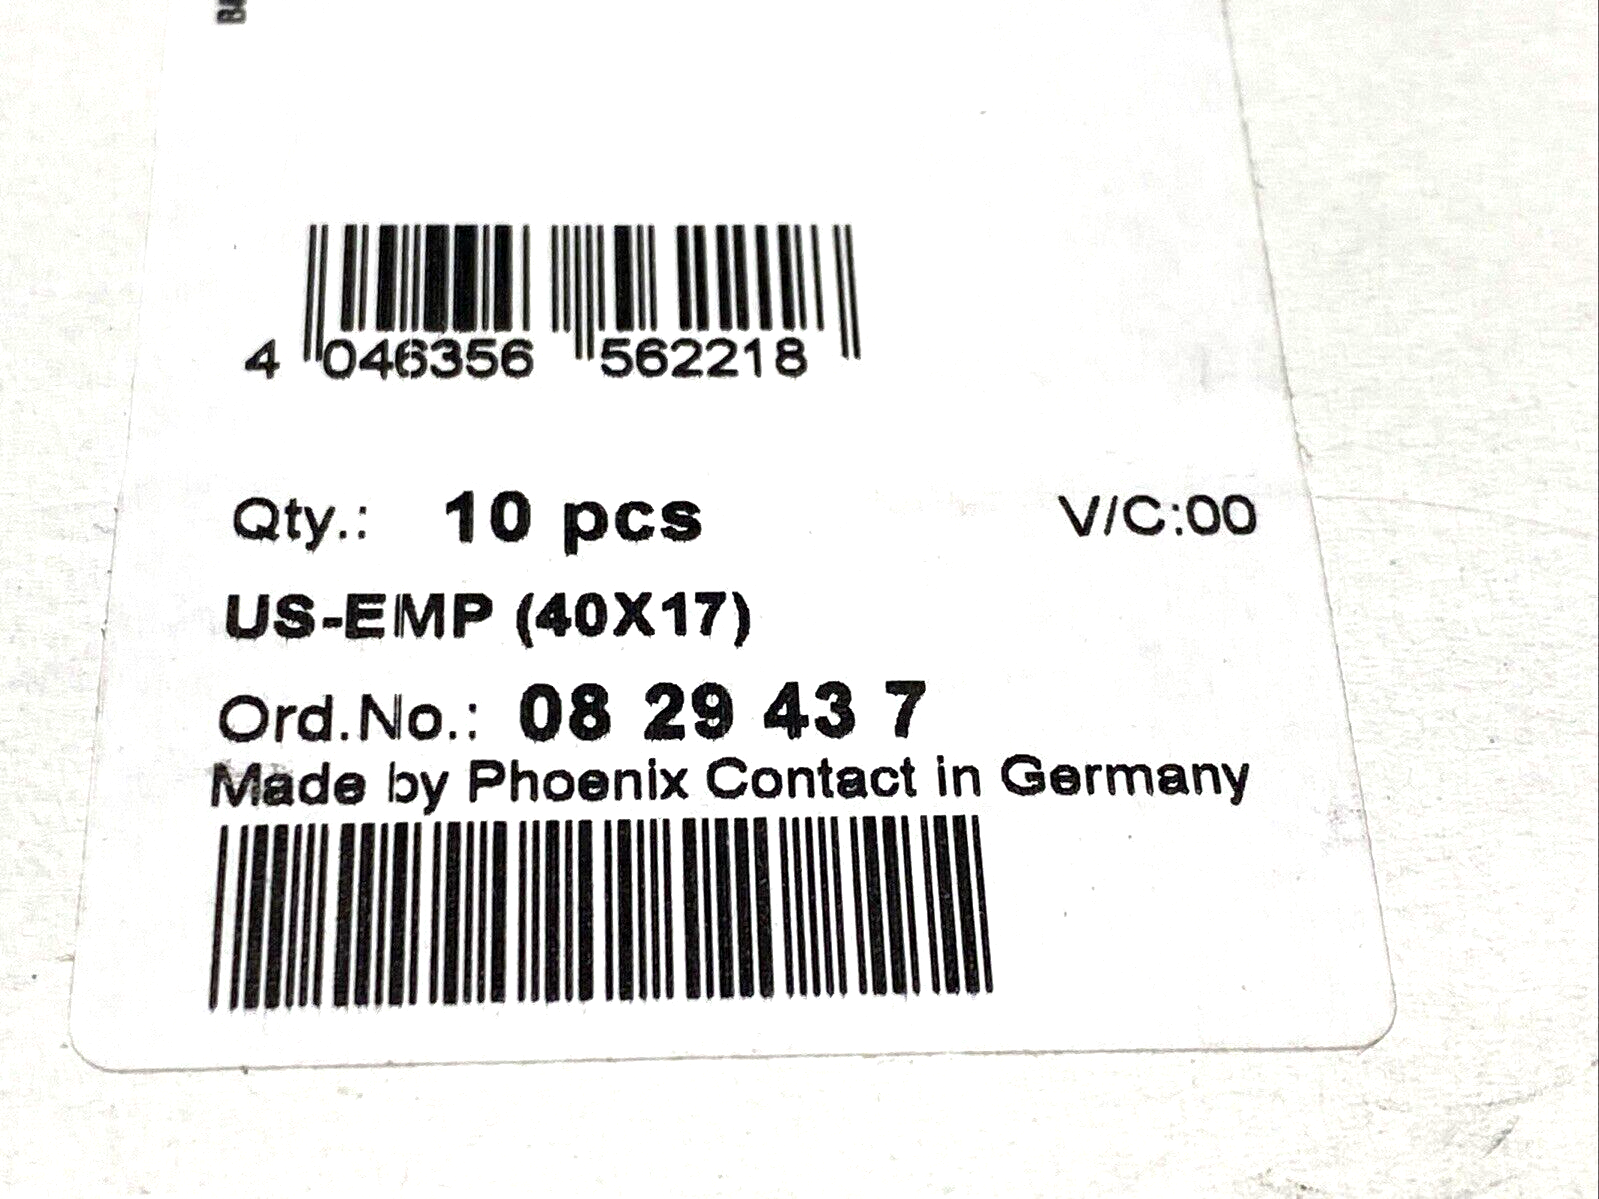 4 046356 562218
Qty.: 10 pcs V/C:00
US-EMP (40X17)
Ord.No.: 08 29 43 7
Made by Phoenix Contact in Germany